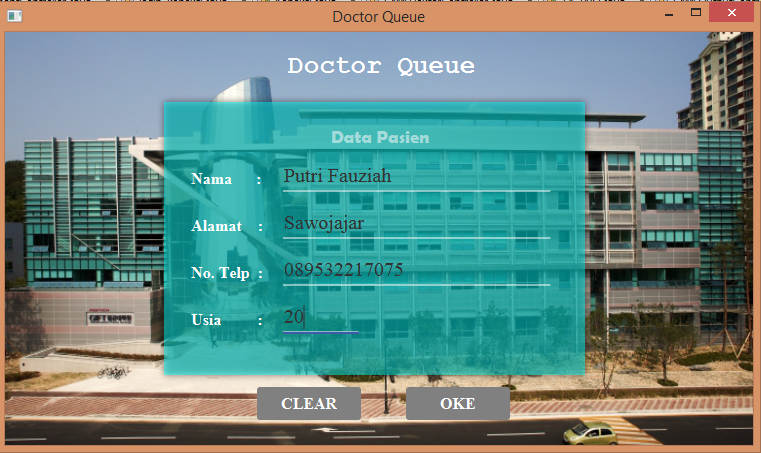 Doctor Queue
Doctor Queue
Data Pasien
Nama : Putri Fauziah
Alamat : Sawojajar
No. Telp : 089532217075
Usia : 20
CLEAR OKE